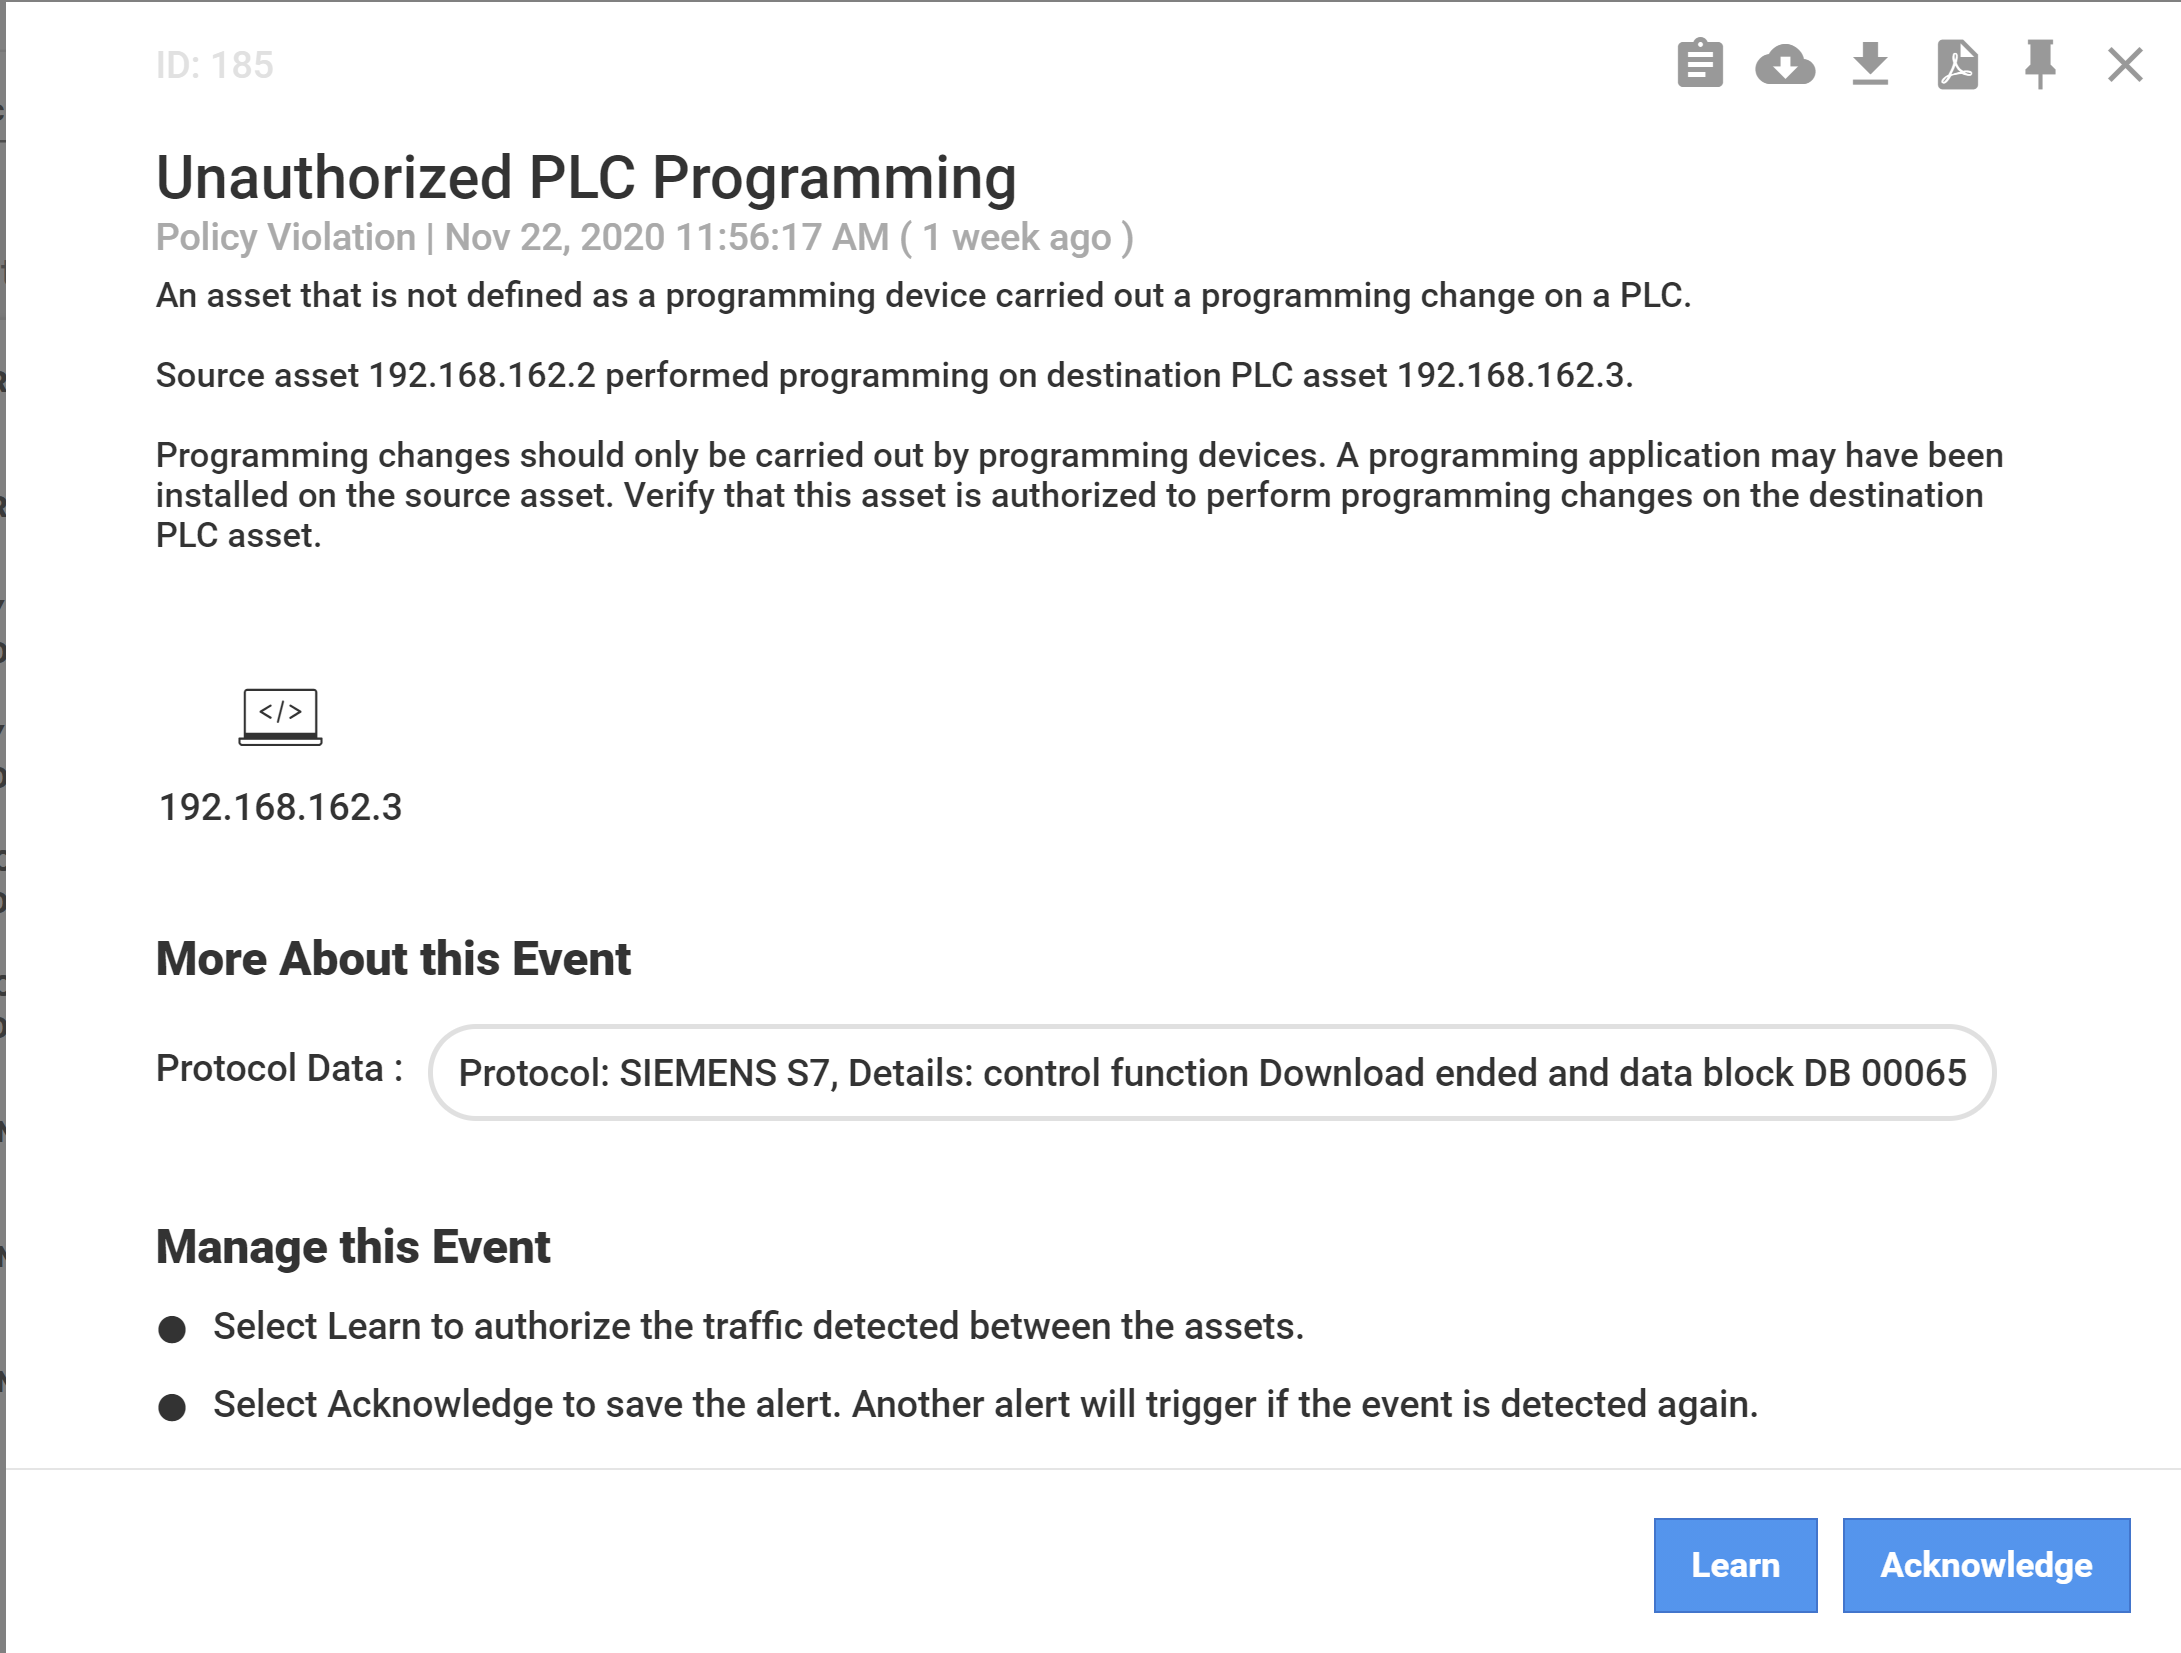 ID: 185
Unauthorized PLC Programming
Policy Violation | Nov 22, 2020 11:56:17 AM ( 1 week ago )
An asset that is not defined as a programming device carried out a programming change on a PLC.
Source asset 192.168.162.2 performed programming on destination PLC asset 192.168.162.3.
Programming changes should only be carried out by programming devices. A programming application may have been
installed on the source asset. Verify that this asset is authorized to perform programming changes on the destination
PLC asset.
</>
192.168.162.3
More About this Event
Protocol Data : Protocol: SIEMENS S7, Details: control function Download ended and data block DB 00065
Manage this Event
● Select Learn to authorize the traffic detected between the assets.
● Select Acknowledge to save the alert. Another alert will trigger if the event is detected again.
Learn Acknowledge